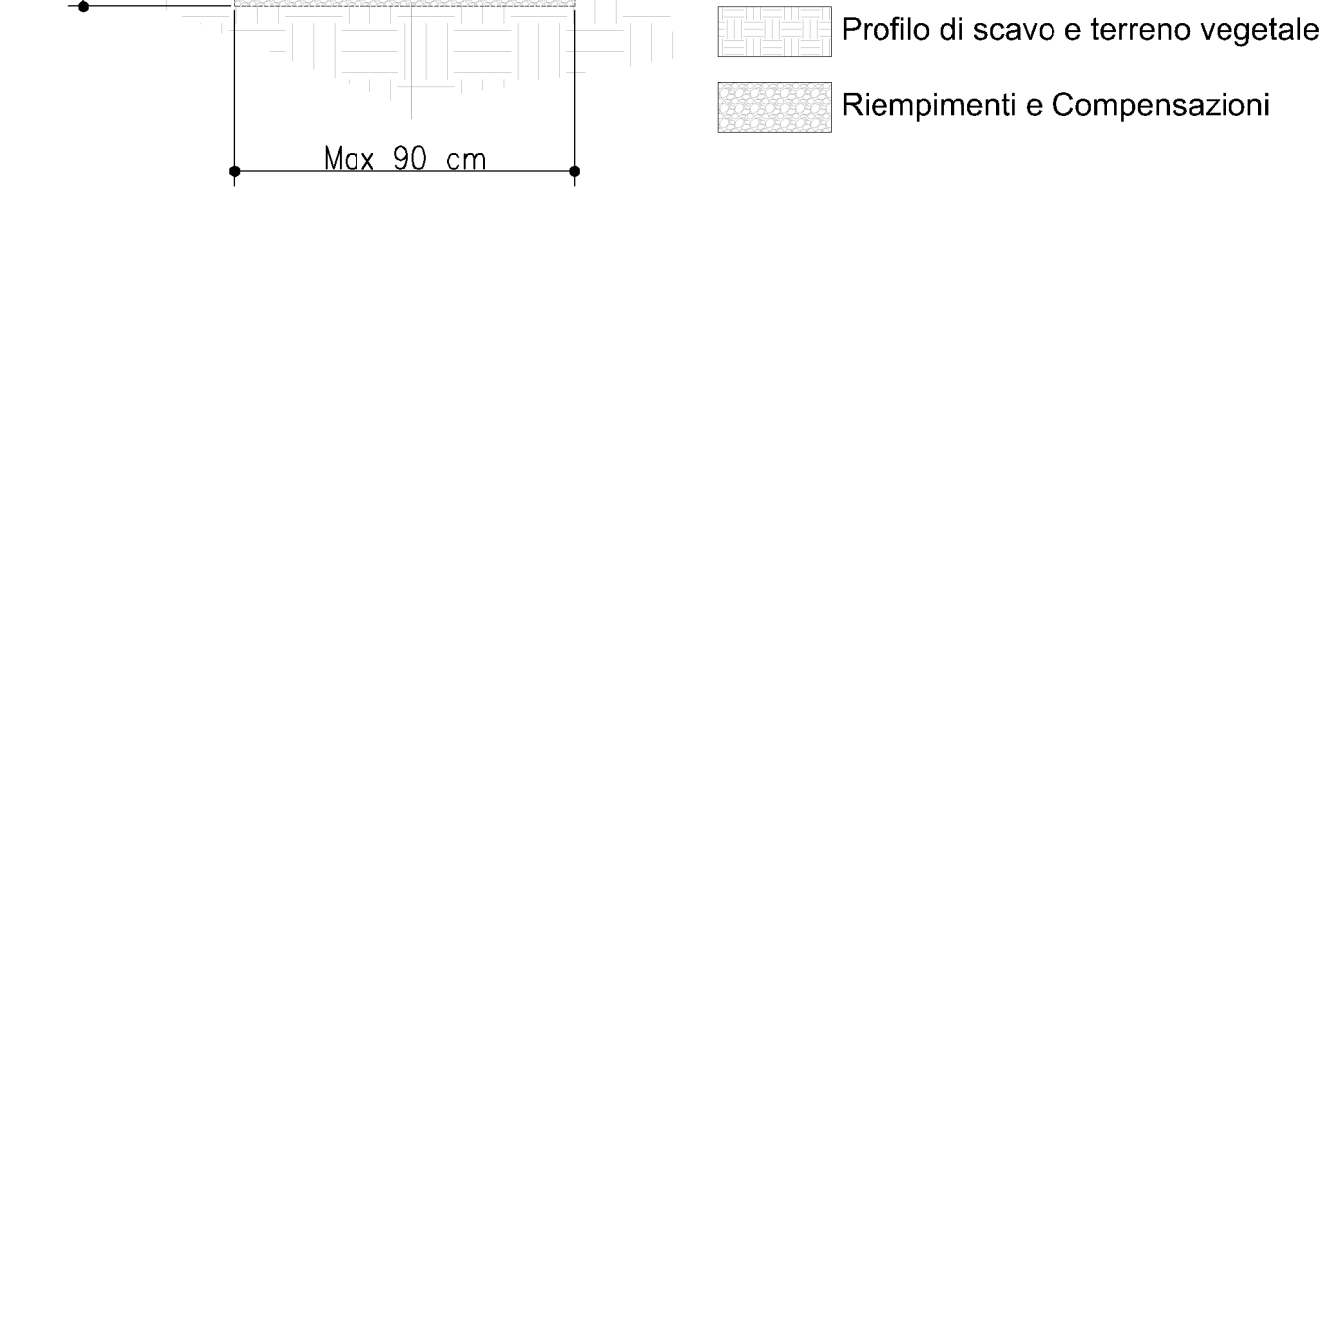 Profilo di scavo e terreno vegetale
Riempimenti e Compensazioni
Max 90 cm